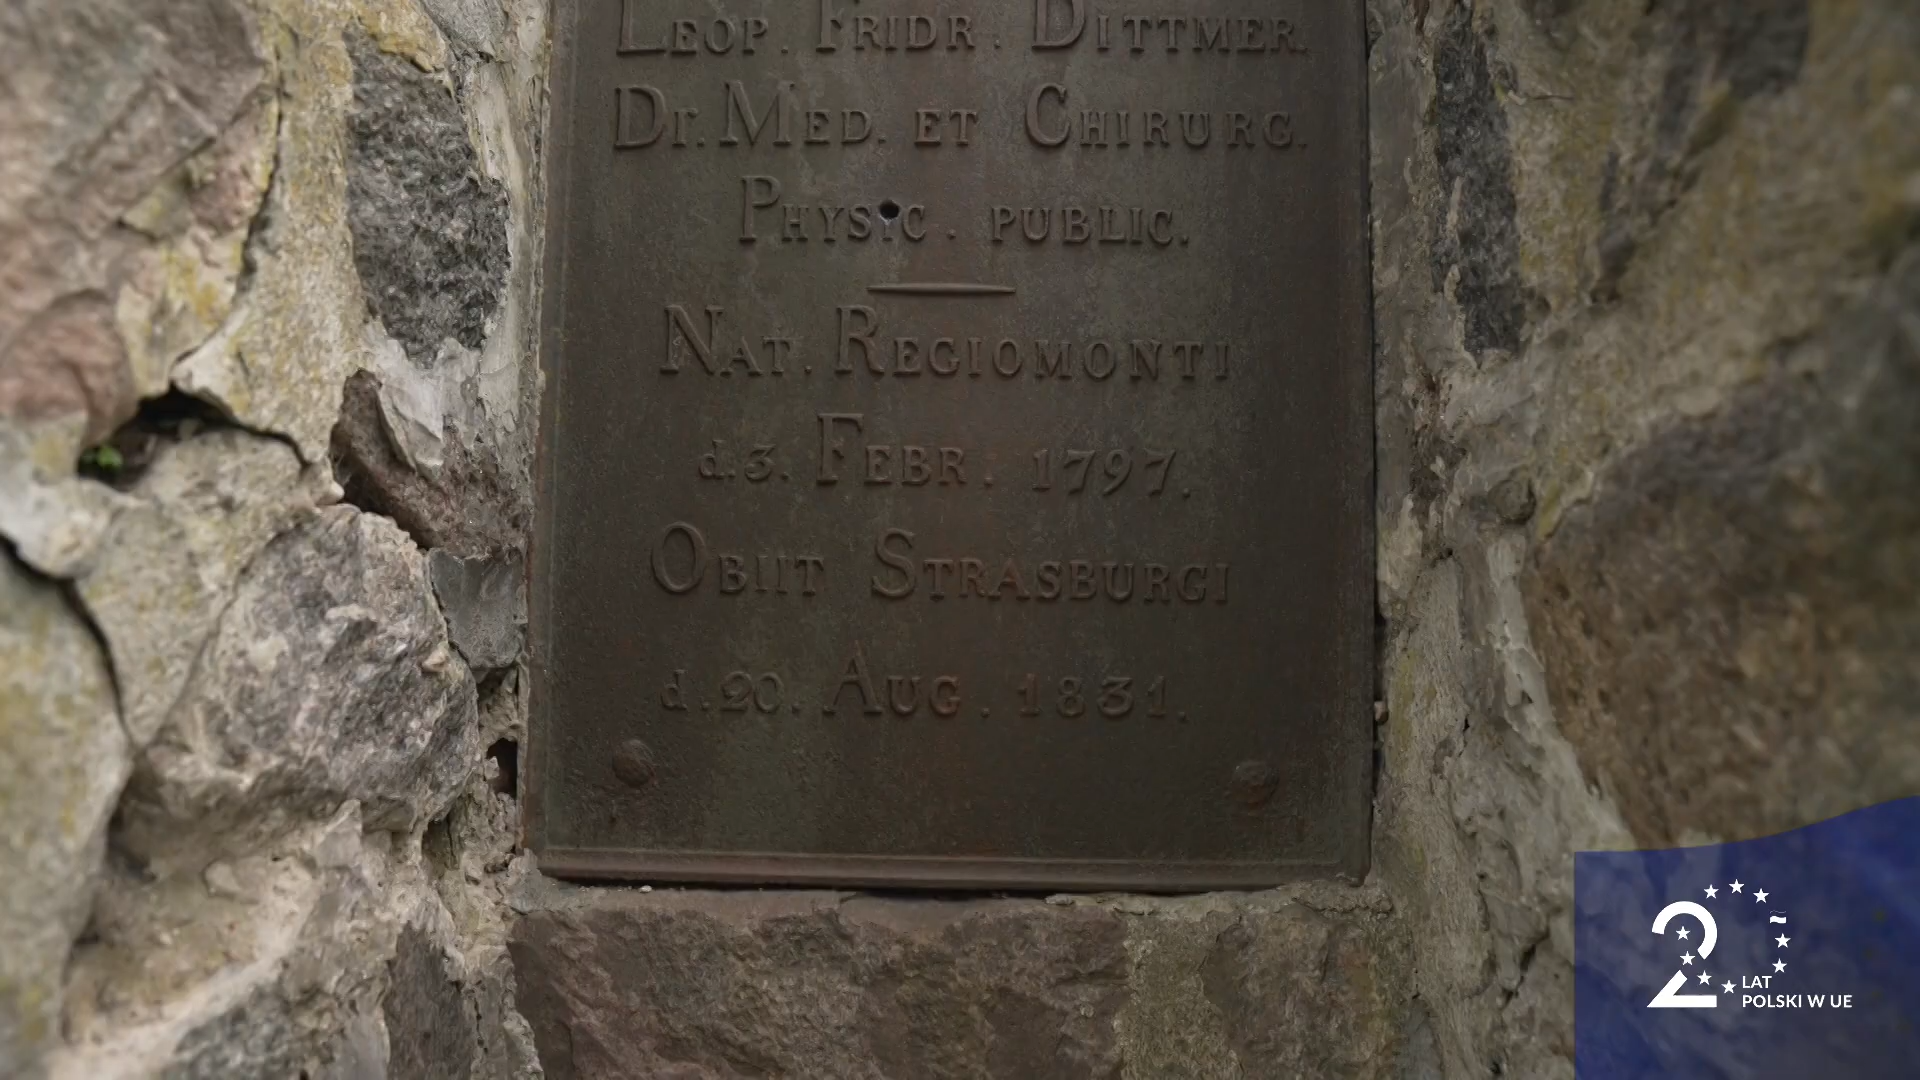 LEOP. FRIDR. DITTMER.
Dr. MED. ET CHIRURG.
PHYSIC. PUBLIC.
NAT. REGIOMONTI
d. 3. FEBR. 1797.
OBIIT STRASBURGI
d. 20. AUG. 1831.
20 LAT
POLSKI W UE